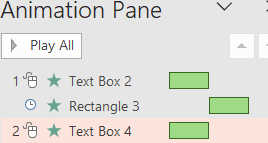 Animation Pane
Play All
1 Text Box 2
Rectangle 3
2 Text Box 4